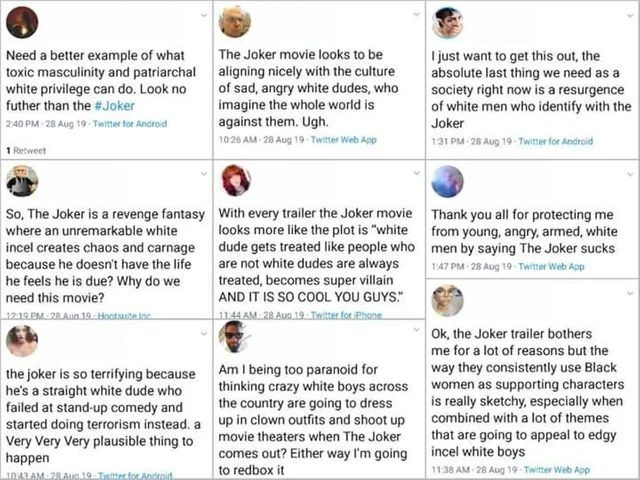 Need a better example of what
toxic masculinity and patriarchal
white privilege can do. Look no
futher than the #Joker
2:40 PM · 28 Aug 19 · Twitter for Android
1 Retweet
The Joker movie looks to be
aligning nicely with the culture
of sad, angry white dudes, who
imagine the whole world is
against them. Ugh.
10:26 AM · 28 Aug 19 · Twitter Web App
I just want to get this out, the
absolute last thing we need as a
society right now is a resurgence
of white men who identify with the
Joker
1:31 PM · 28 Aug 19 · Twitter for Android
So, The Joker is a revenge fantasy
where an unremarkable white
incel creates chaos and carnage
because he doesn't have the life
he feels he is due? Why do we
need this movie?
12:19 PM · 28 Aug 19 · Hootsuite Inc.
With every trailer the Joker movie
looks more like the plot is "white
dude gets treated like people who
are not white dudes are always
treated, becomes super villain
AND IT IS SO COOL YOU GUYS."
11:44 AM · 28 Aug 19 · Twitter for iPhone
Thank you all for protecting me
from young, angry, armed, white
men by saying The Joker sucks
1:47 PM · 28 Aug 19 · Twitter Web App
the joker is so terrifying because
he's a straight white dude who
failed at stand-up comedy and
started doing terrorism instead. a
Very Very Very plausible thing to
happen
10:43 AM · 28 Aug 19 · Twitter for Android
Am I being too paranoid for
thinking crazy white boys across
the country are going to dress
up in clown outfits and shoot up
movie theaters when The Joker
comes out? Either way I'm going
to redbox it
Ok, the Joker trailer bothers
me for a lot of reasons but the
way they consistently use Black
women as supporting characters
is really sketchy, especially when
combined with a lot of themes
that are going to appeal to edgy
incel white boys
11:38 AM · 28 Aug 19 · Twitter Web App